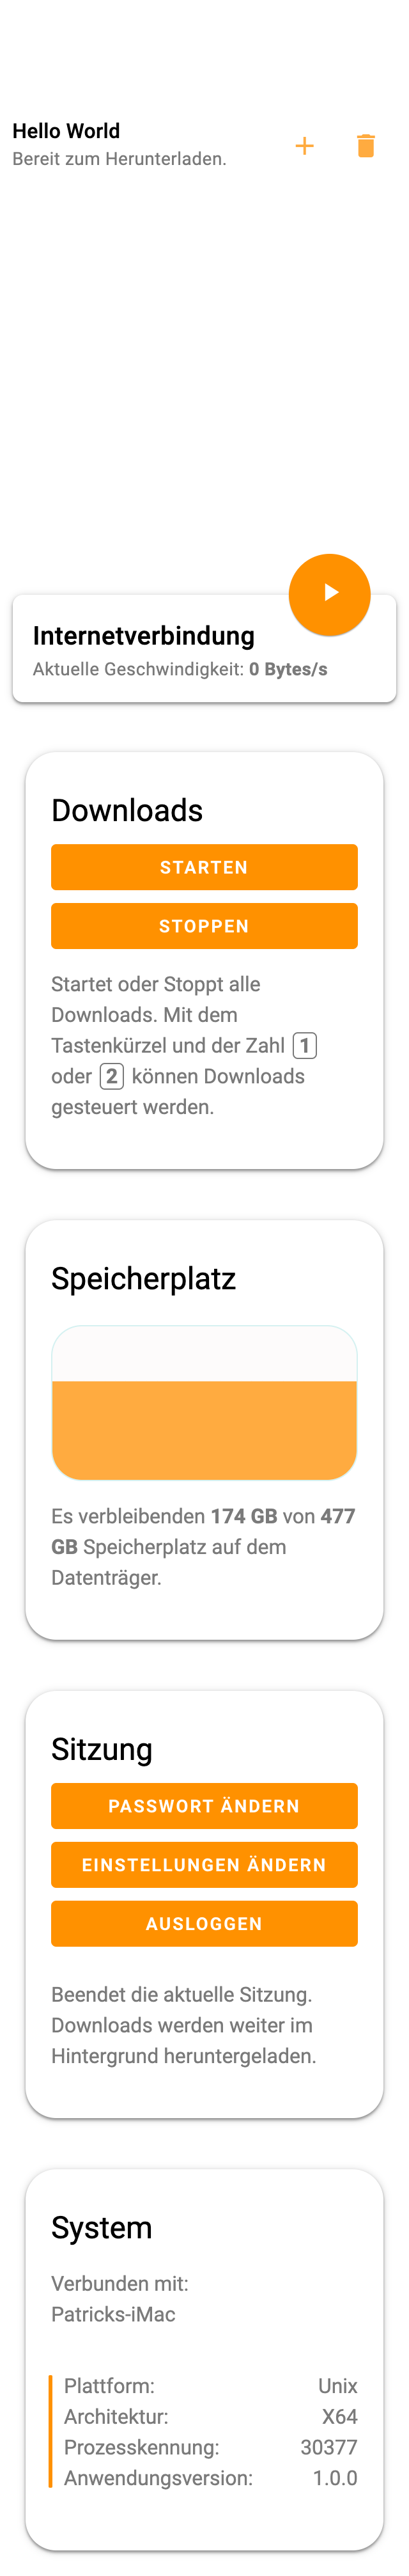 Hello World
Bereit zum Herunterladen.
Internetverbindung
Aktuelle Geschwindigkeit: 0 Bytes/s
Downloads
STARTEN
STOPPEN
Startet oder Stoppt alle
Downloads. Mit dem
Tastenkürzel und der Zahl 1
oder 2 können Downloads
gesteuert werden.
Speicherplatz
Es verbleibenden 174 GB von 477
GB Speicherplatz auf dem
Datenträger.
Sitzung
PASSWORT ÄNDERN
EINSTELLUNGEN ÄNDERN
AUSLOGGEN
Beendet die aktuelle Sitzung.
Downloads werden weiter im
Hintergrund heruntergeladen.
System
Verbunden mit:
Patricks-iMac
Plattform: Unix
Architektur: X64
Prozesskennung: 30377
Anwendungsversion: 1.0.0